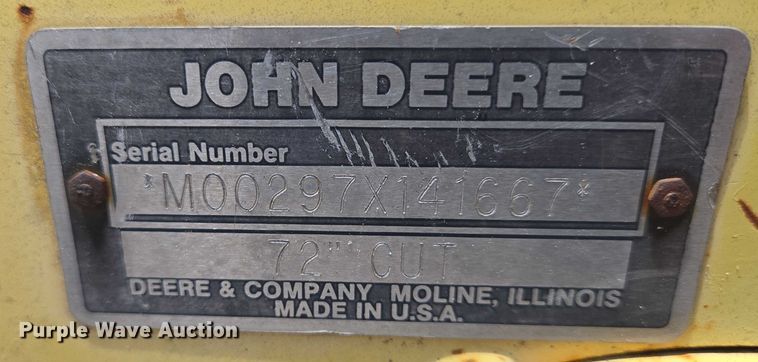 JOHN DEERE
Serial Number
*M00297X141667*
72" CUT
DEERE & COMPANY MOLINE, ILLINOIS
MADE IN U.S.A.
Purple Wave Auction